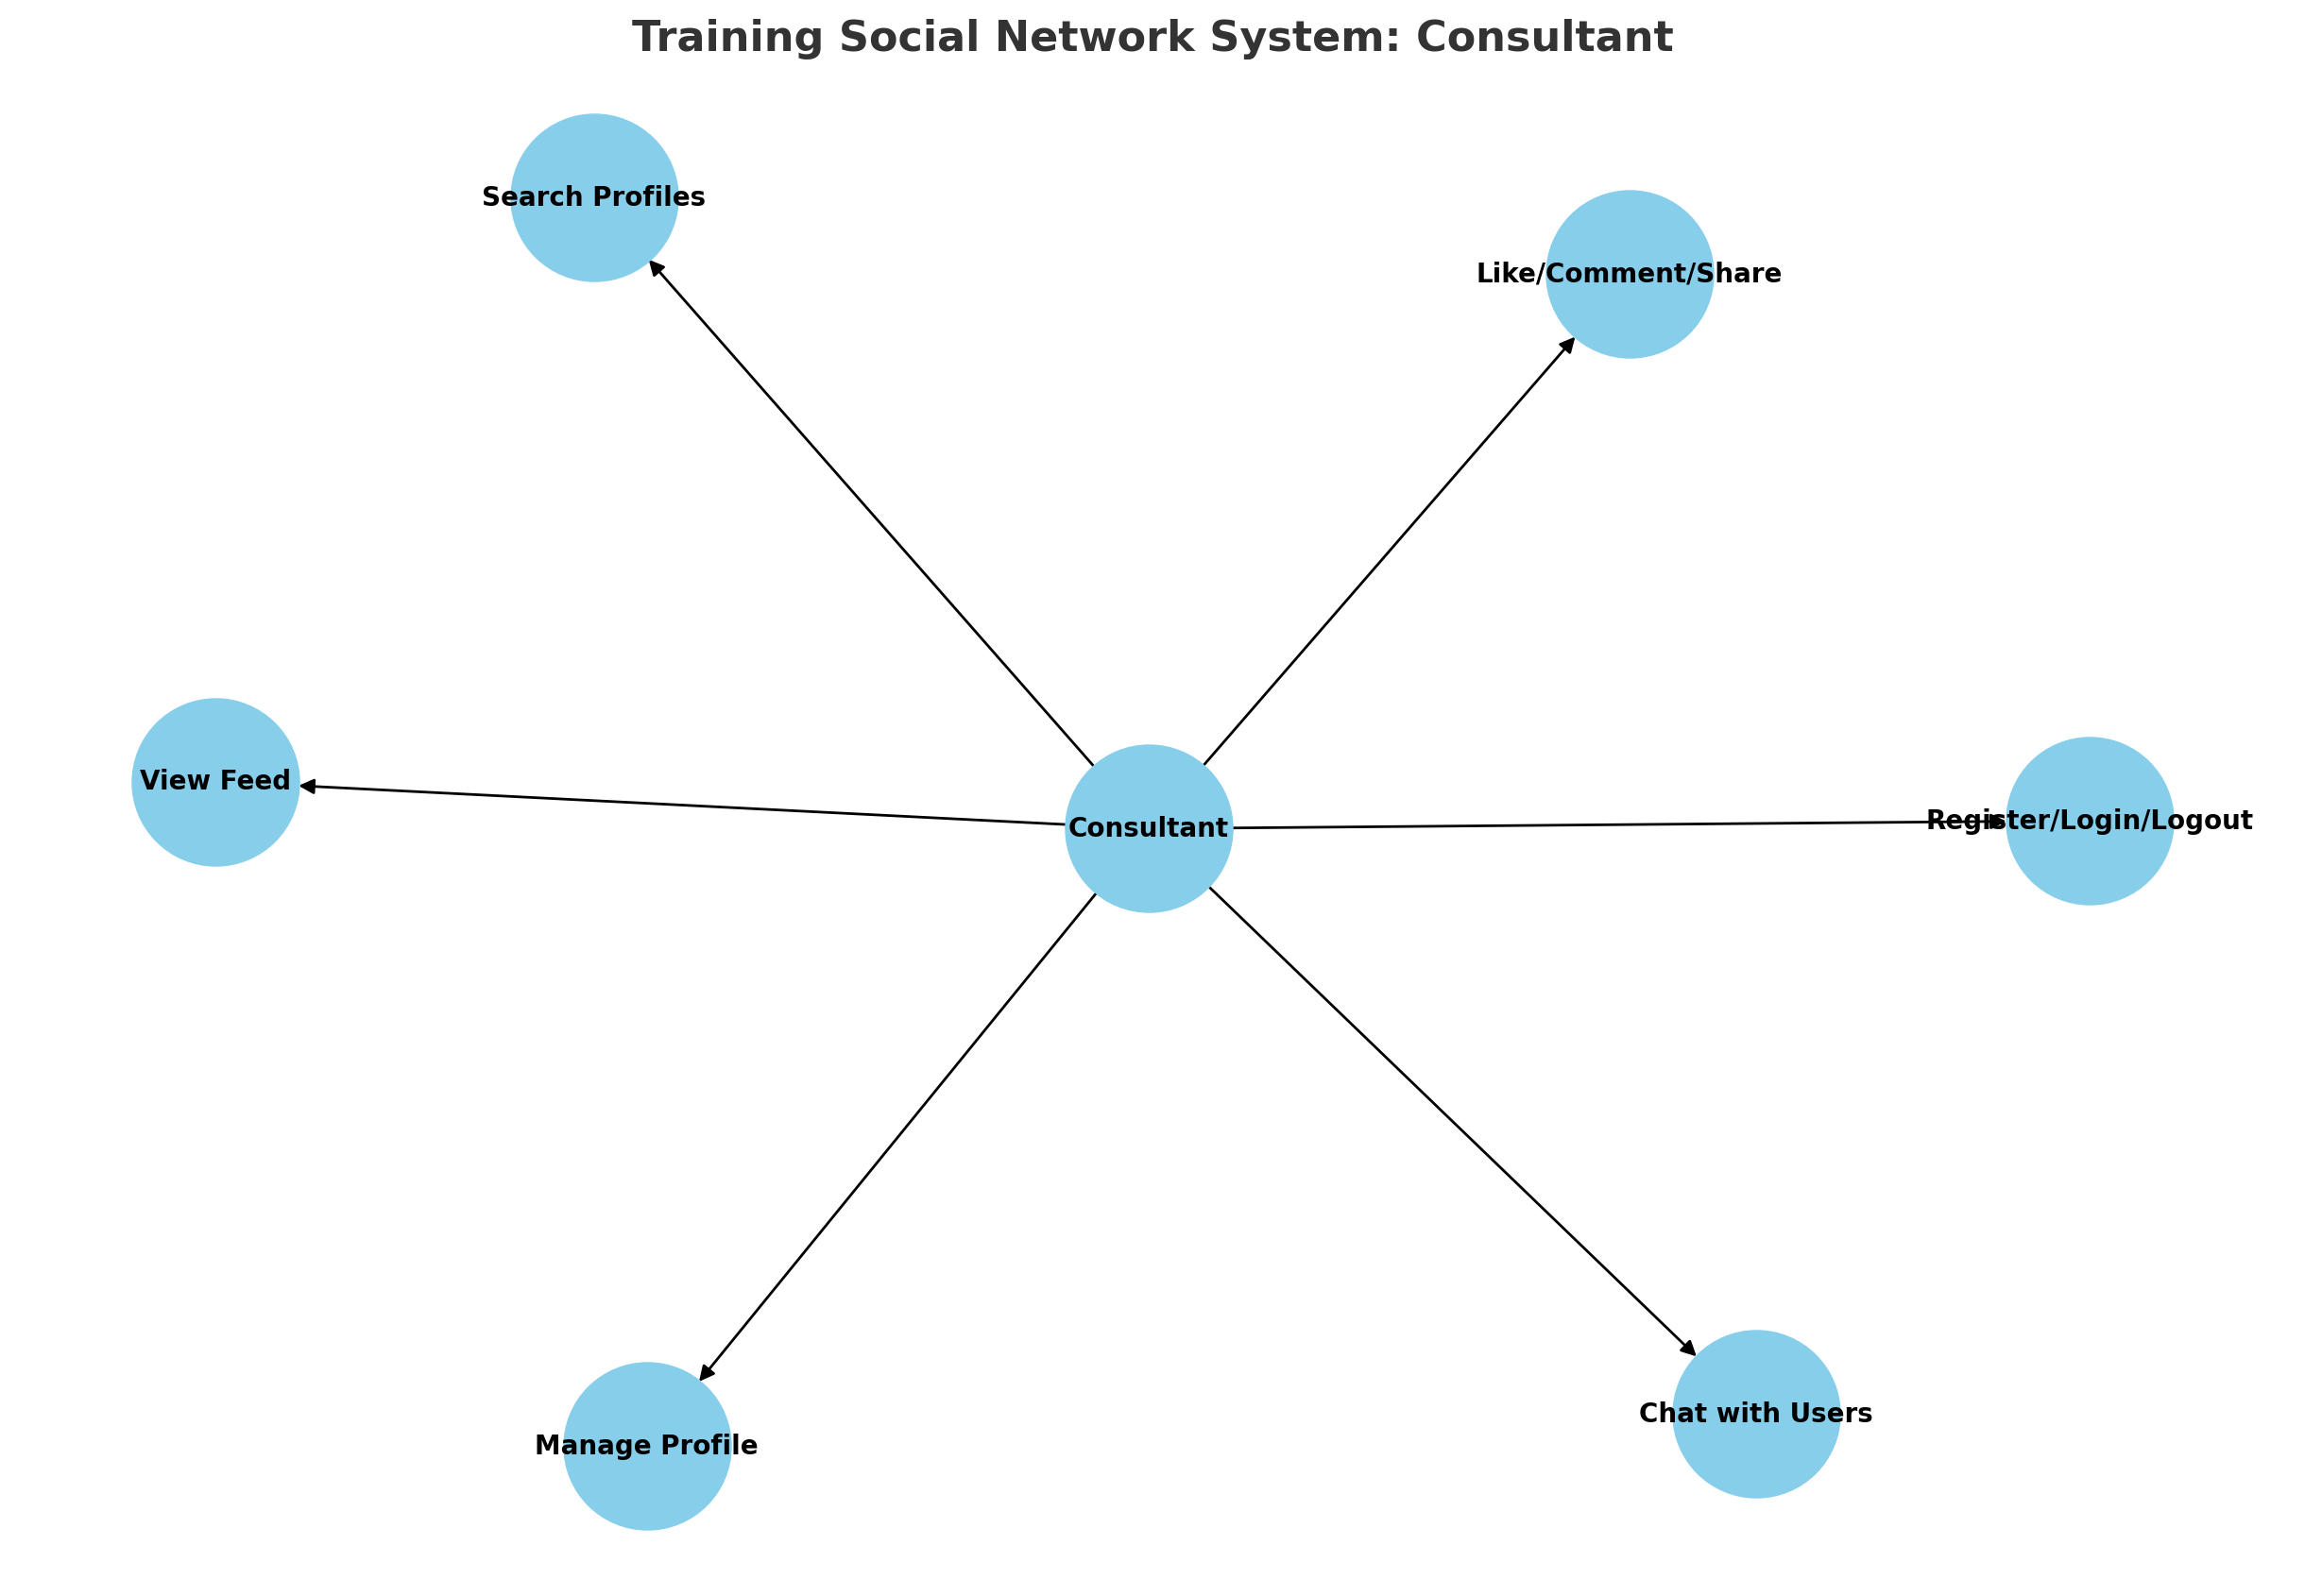 Training Social Network System: Consultant
Search Profiles
Like/Comment/Share
View Feed
Consultant
Register/Login/Logout
Manage Profile
Chat with Users